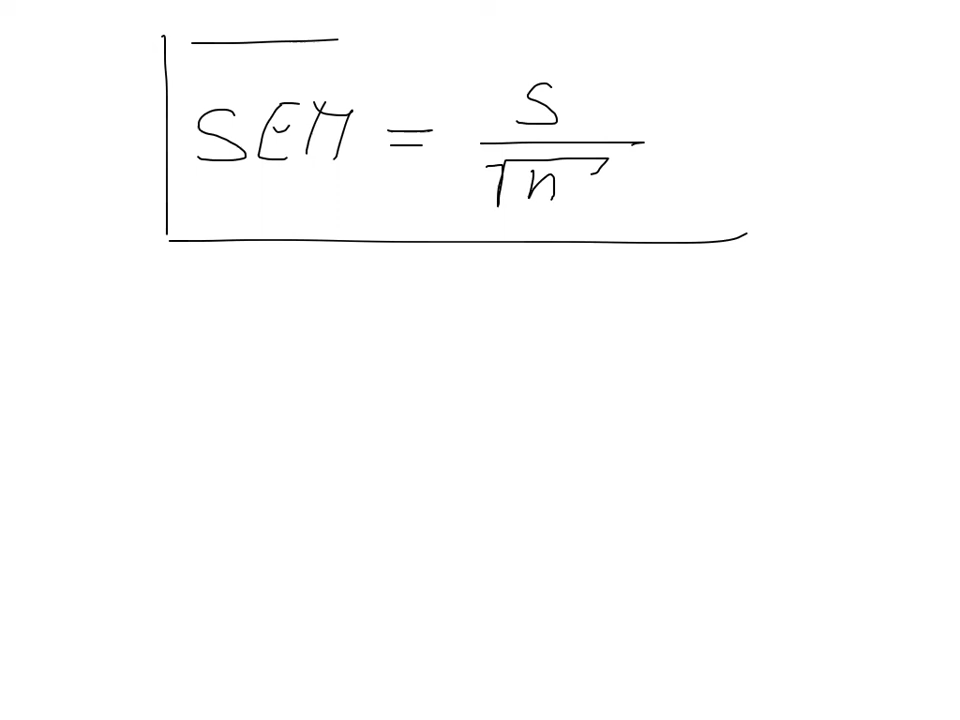 SEM = S / √n